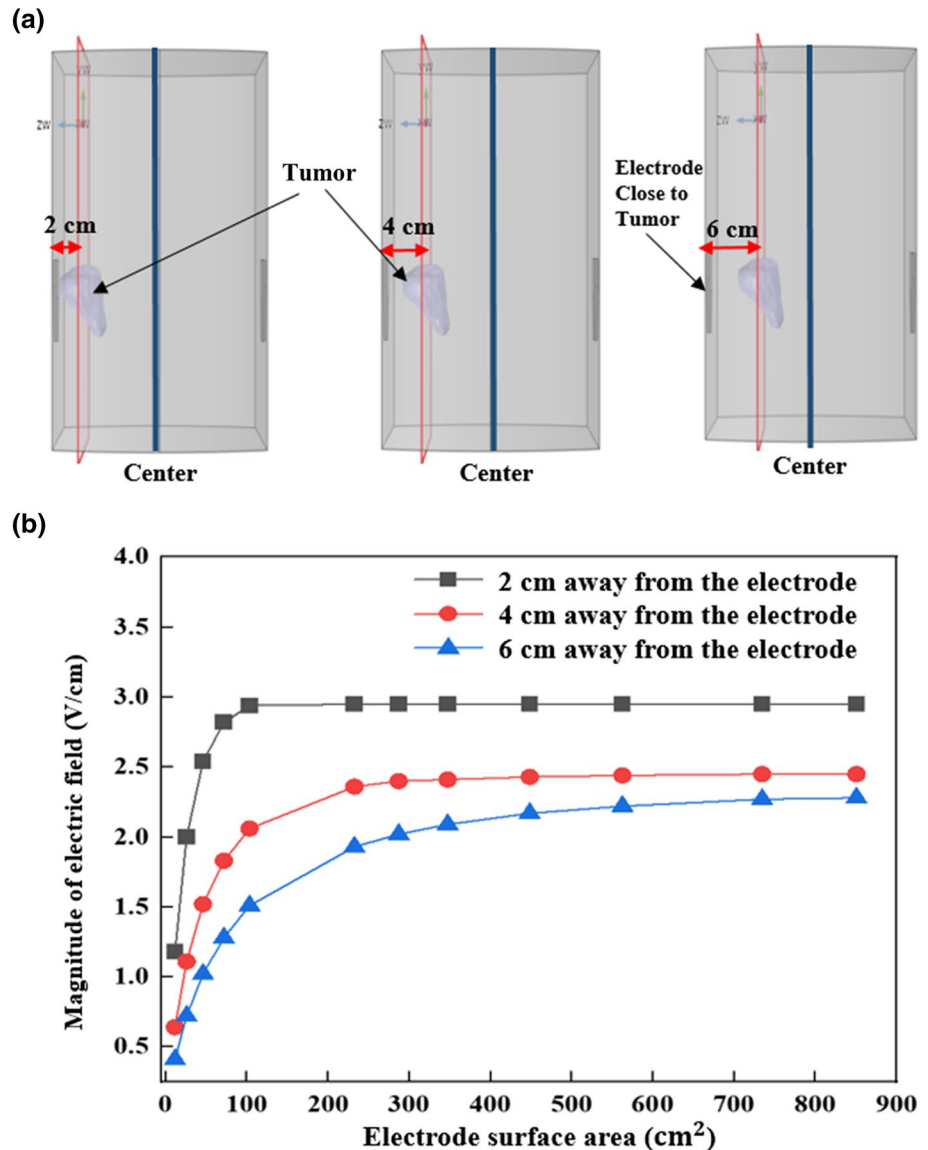 (a)
yw
yw
yw
zw
xw
zw
xw
zw
xw
Tumor
Electrode
Close to
Tumor
2 cm
4 cm
6 cm
Center
Center
Center
(b)
4.0
3.5
3.0
2.5
2.0
1.5
1.0
0.5
Magnitude of electric field (V/cm)
2 cm away from the electrode
4 cm away from the electrode
6 cm away from the electrode
0 100 200 300 400 500 600 700 800 900
Electrode surface area (cm²)